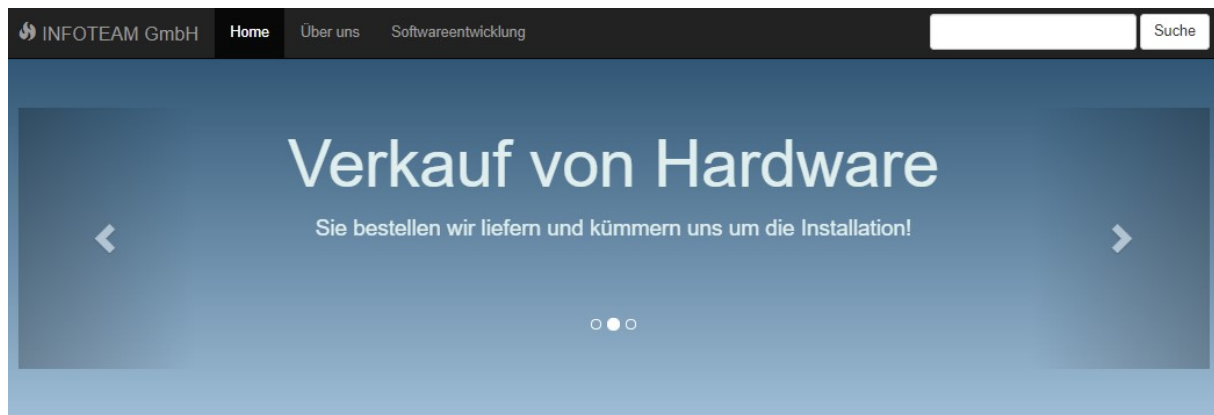 INFOTEAM GmbH Home Über uns Softwareentwicklung Suche
Verkauf von Hardware
Sie bestellen wir liefern und kümmern uns um die Installation!